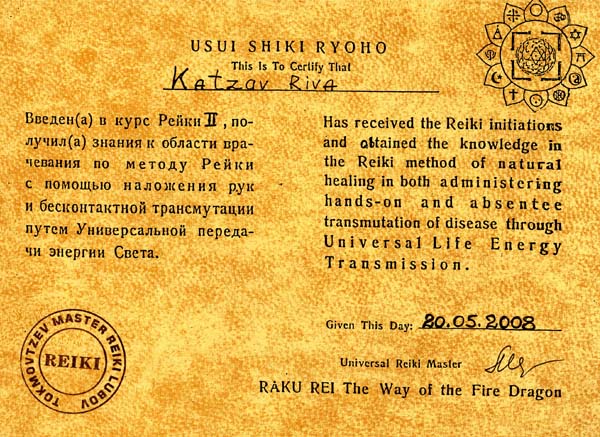 USUI SHIKI RYOHO
This Is To Certify That
Katzav Riva
Введен(а) в курс Рейки II, по-
лучил(а) знания к области вра-
чевания по методу Рейки
с помощью наложения рук
и бесконтактной трансмутации
путем Универсальной переда-
чи энергии Света.
Has received the Reiki initiations
and obtained the knowledge in
the Reiki method of natural
healing in both administering
hands-on and absentee
transmutation of disease through
Universal Life Energy
Transmission.
Given This Day: 20.05.2008
Universal Reiki Master
RAKU REI The Way of the Fire Dragon
TOKMOVTZEV MASTER REIKI LUBOV
REIKI